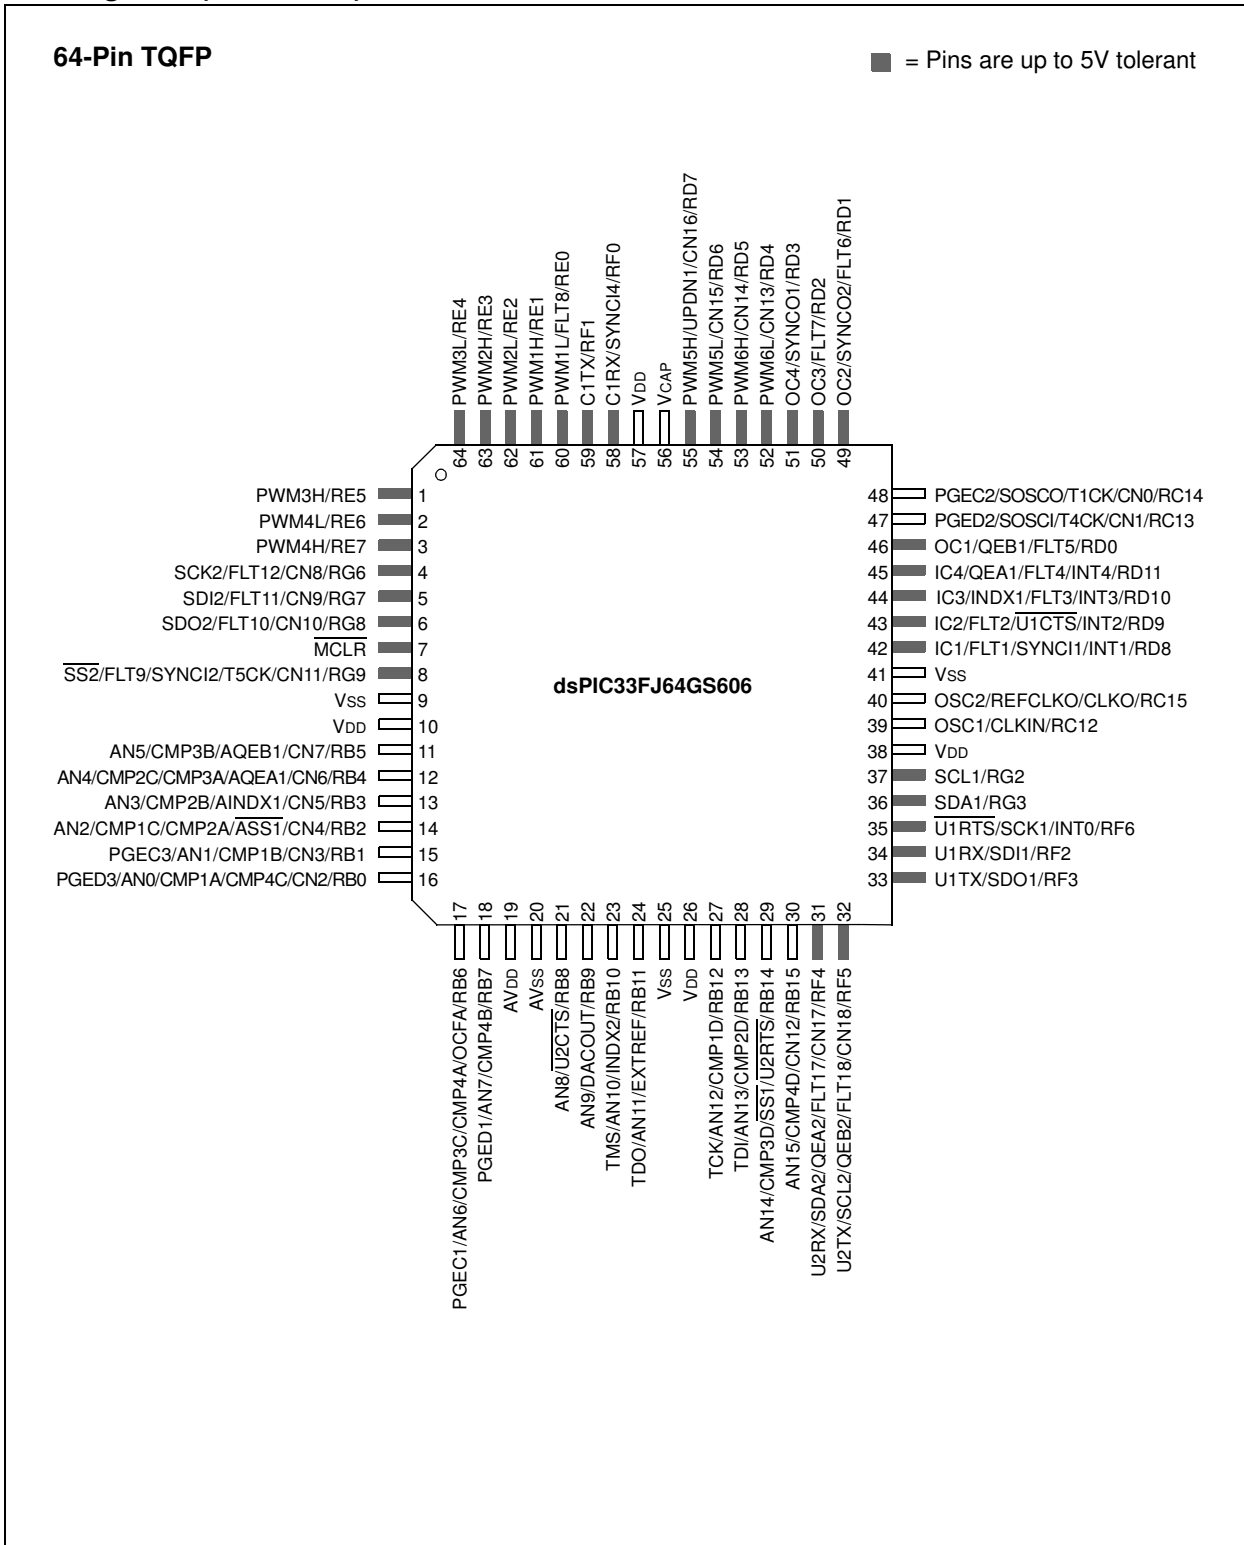 64-Pin TQFP
= Pins are up to 5V tolerant
PWM3L/RE4
PWM2H/RE3
PWM2L/RE2
PWM1H/RE1
PWM1L/FLT8/RE0
C1TX/RF1
C1RX/SYNCI4/RF0
VDD
VCAP
PWM5H/UPDN1/CN16/RD7
PWM5L/CN15/RD6
PWM6H/CN14/RD5
PWM6L/CN13/RD4
OC4/SYNCO1/RD3
OC3/FLT7/RD2
OC2/SYNCO2/FLT6/RD1
64
63
62
61
60
59
58
57
56
55
54
53
52
51
50
49
PWM3H/RE5 1
PWM4L/RE6 2
PWM4H/RE7 3
SCK2/FLT12/CN8/RG6 4
SDI2/FLT11/CN9/RG7 5
SDO2/FLT10/CN10/RG8 6
MCLR 7
SS2/FLT9/SYNCI2/T5CK/CN11/RG9 8
VSS 9
VDD 10
AN5/CMP3B/AQEB1/CN7/RB5 11
AN4/CMP2C/CMP3A/AQEA1/CN6/RB4 12
AN3/CMP2B/AINDX1/CN5/RB3 13
AN2/CMP1C/CMP2A/ASS1/CN4/RB2 14
PGEC3/AN1/CMP1B/CN3/RB1 15
PGED3/AN0/CMP1A/CMP4C/CN2/RB0 16
dsPIC33FJ64GS606
48 PGEC2/SOSCO/T1CK/CN0/RC14
47 PGED2/SOSCI/T4CK/CN1/RC13
46 OC1/QEB1/FLT5/RD0
45 IC4/QEA1/FLT4/INT4/RD11
44 IC3/INDX1/FLT3/INT3/RD10
43 IC2/FLT2/U1CTS/INT2/RD9
42 IC1/FLT1/SYNCI1/INT1/RD8
41 VSS
40 OSC2/REFCLKO/CLKO/RC15
39 OSC1/CLKIN/RC12
38 VDD
37 SCL1/RG2
36 SDA1/RG3
35 U1RTS/SCK1/INT0/RF6
34 U1RX/SDI1/RF2
33 U1TX/SDO1/RF3
17
18
19
20
21
22
23
24
25
26
27
28
29
30
31
32
PGEC1/AN6/CMP3C/CMP4A/OCFA/RB6
PGED1/AN7/CMP4B/RB7
AVDD
AVSS
AN8/U2CTS/RB8
AN9/DACOUT/RB9
TMS/AN10/INDX2/RB10
TDO/AN11/EXTREF/RB11
VSS
VDD
TCK/AN12/CMP1D/RB12
TDI/AN13/CMP2D/RB13
AN14/CMP3D/SS1/U2RTS/RB14
AN15/CMP4D/CN12/RB15
U2RX/SDA2/QEA2/FLT17/CN17/RF4
U2TX/SCL2/QEB2/FLT18/CN18/RF5